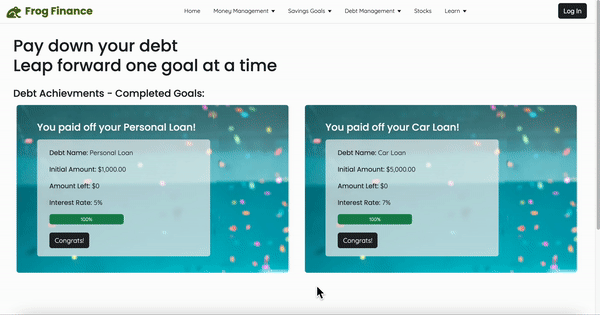 Frog Finance
Home
Money Management
Savings Goals
Debt Management
Stocks
Learn
Log In
Pay down your debt
Leap forward one goal at a time
Debt Achievments - Completed Goals:
You paid off your Personal Loan!
Debt Name: Personal Loan
Initial Amount: $1,000.00
Amount Left: $0
Interest Rate: 5%
100%
Congrats!
You paid off your Car Loan!
Debt Name: Car Loan
Initial Amount: $5,000.00
Amount Left: $0
Interest Rate: 7%
100%
Congrats!